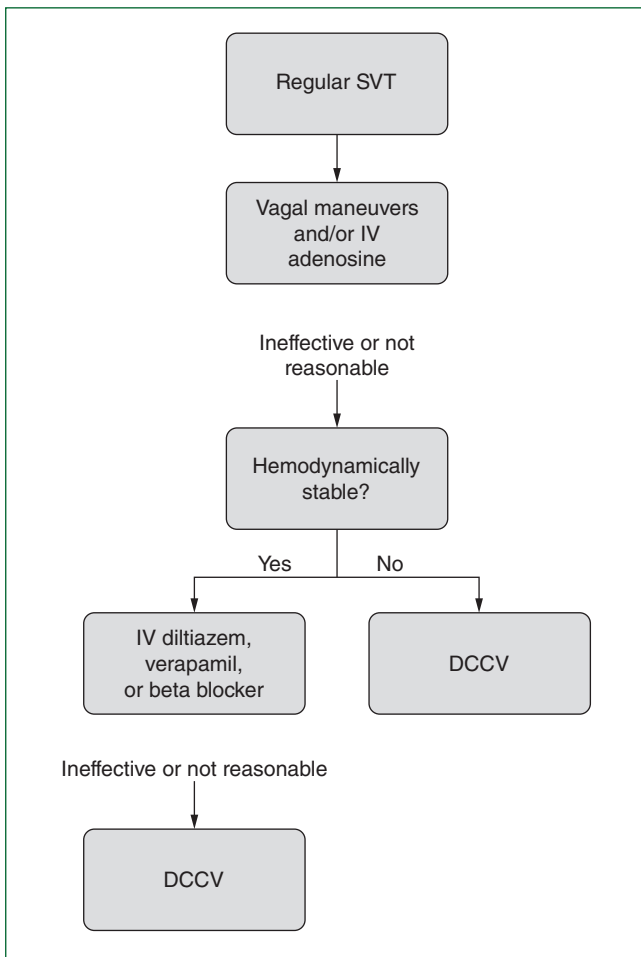 Regular SVT
Vagal maneuvers
and/or IV
adenosine
Ineffective or not
reasonable
Hemodynamically
stable?
Yes
No
IV diltiazem,
verapamil,
or beta blocker
DCCV
Ineffective or not reasonable
DCCV